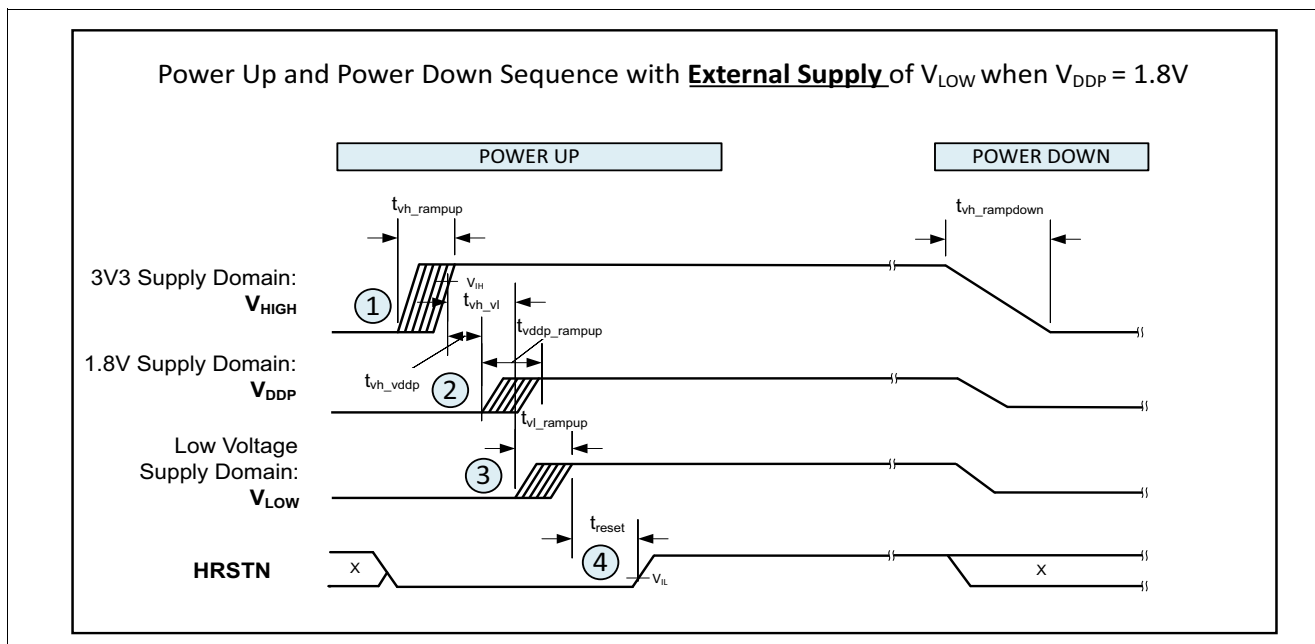 Power Up and Power Down Sequence with External Supply of VLOW when VDDP = 1.8V
POWER UP
POWER DOWN
tvh_rampup
tvh_rampdown
3V3 Supply Domain:
VHIGH
1
VIH
tvh_vl
tvddp_rampup
1.8V Supply Domain:
VDDP
tvh_vddp
2
tvl_rampup
Low Voltage
Supply Domain:
VLOW
3
treset
HRSTN
X
4
VIL
X